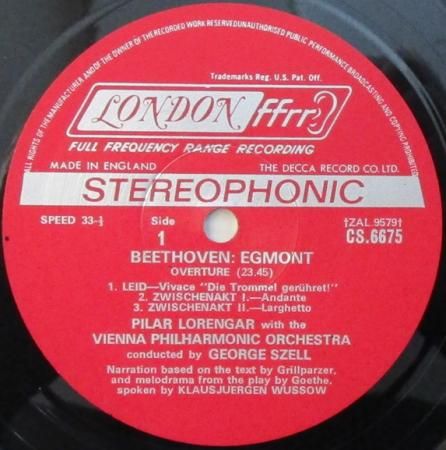 ALL RIGHTS OF THE MANUFACTURER AND OF THE OWNER OF THE RECORDED WORK RESERVED UNAUTHORISED PUBLIC PERFORMANCE BROADCASTING AND COPYING PROHIBITED
Trademarks Reg. U.S. Pat. Off.
LONDON ffrr
FULL FREQUENCY RANGE RECORDING
MADE IN ENGLAND THE DECCA RECORD CO. LTD.
STEREOPHONIC
SPEED 33-⅓ Side †ZAL.9579†
1 CS.6675
BEETHOVEN: EGMONT
OVERTURE (23.45)
1. LEID—Vivace "Die Trommel gerühret!"
2. ZWISCHENAKT I.—Andante
3. ZWISCHENAKT II.—Larghetto
PILAR LORENGAR with the
VIENNA PHILHARMONIC ORCHESTRA
conducted by GEORGE SZELL
Narration based on the text by Grillparzer,
and melodrama from the play by Goethe,
spoken by KLAUSJUERGEN WUSSOW